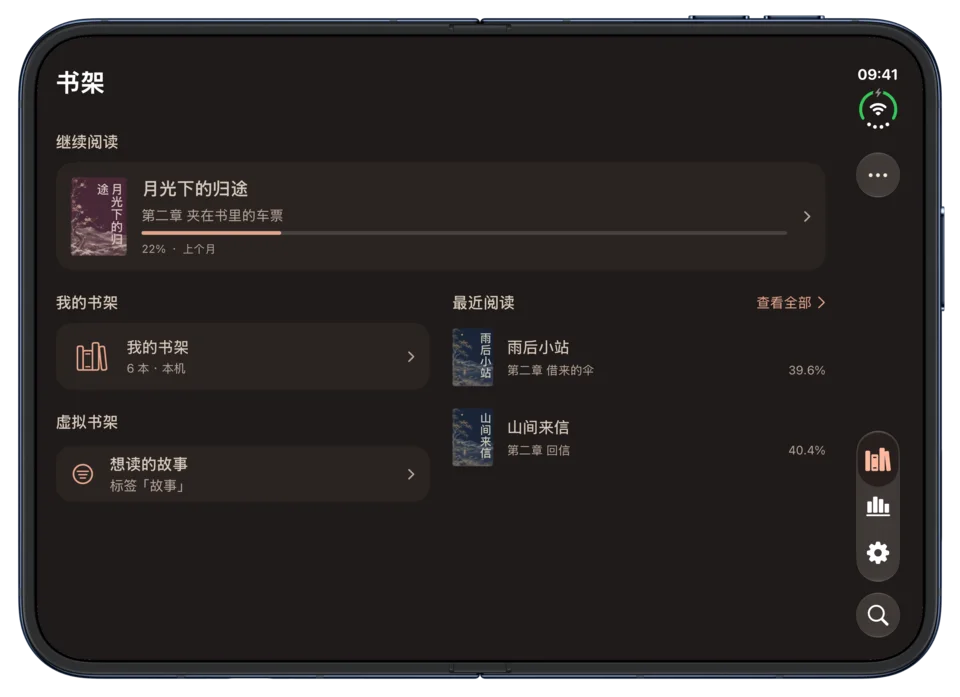 书架
09:41
继续阅读
月光下的归途
月光下的归途
第二章 夹在书里的车票
22% · 上个月
我的书架
我的书架
6 本 · 本机
虚拟书架
想读的故事
标签「故事」
最近阅读
查看全部
雨后小站
雨后小站
第二章 借来的伞
39.6%
山间来信
山间来信
第二章 回信
40.4%